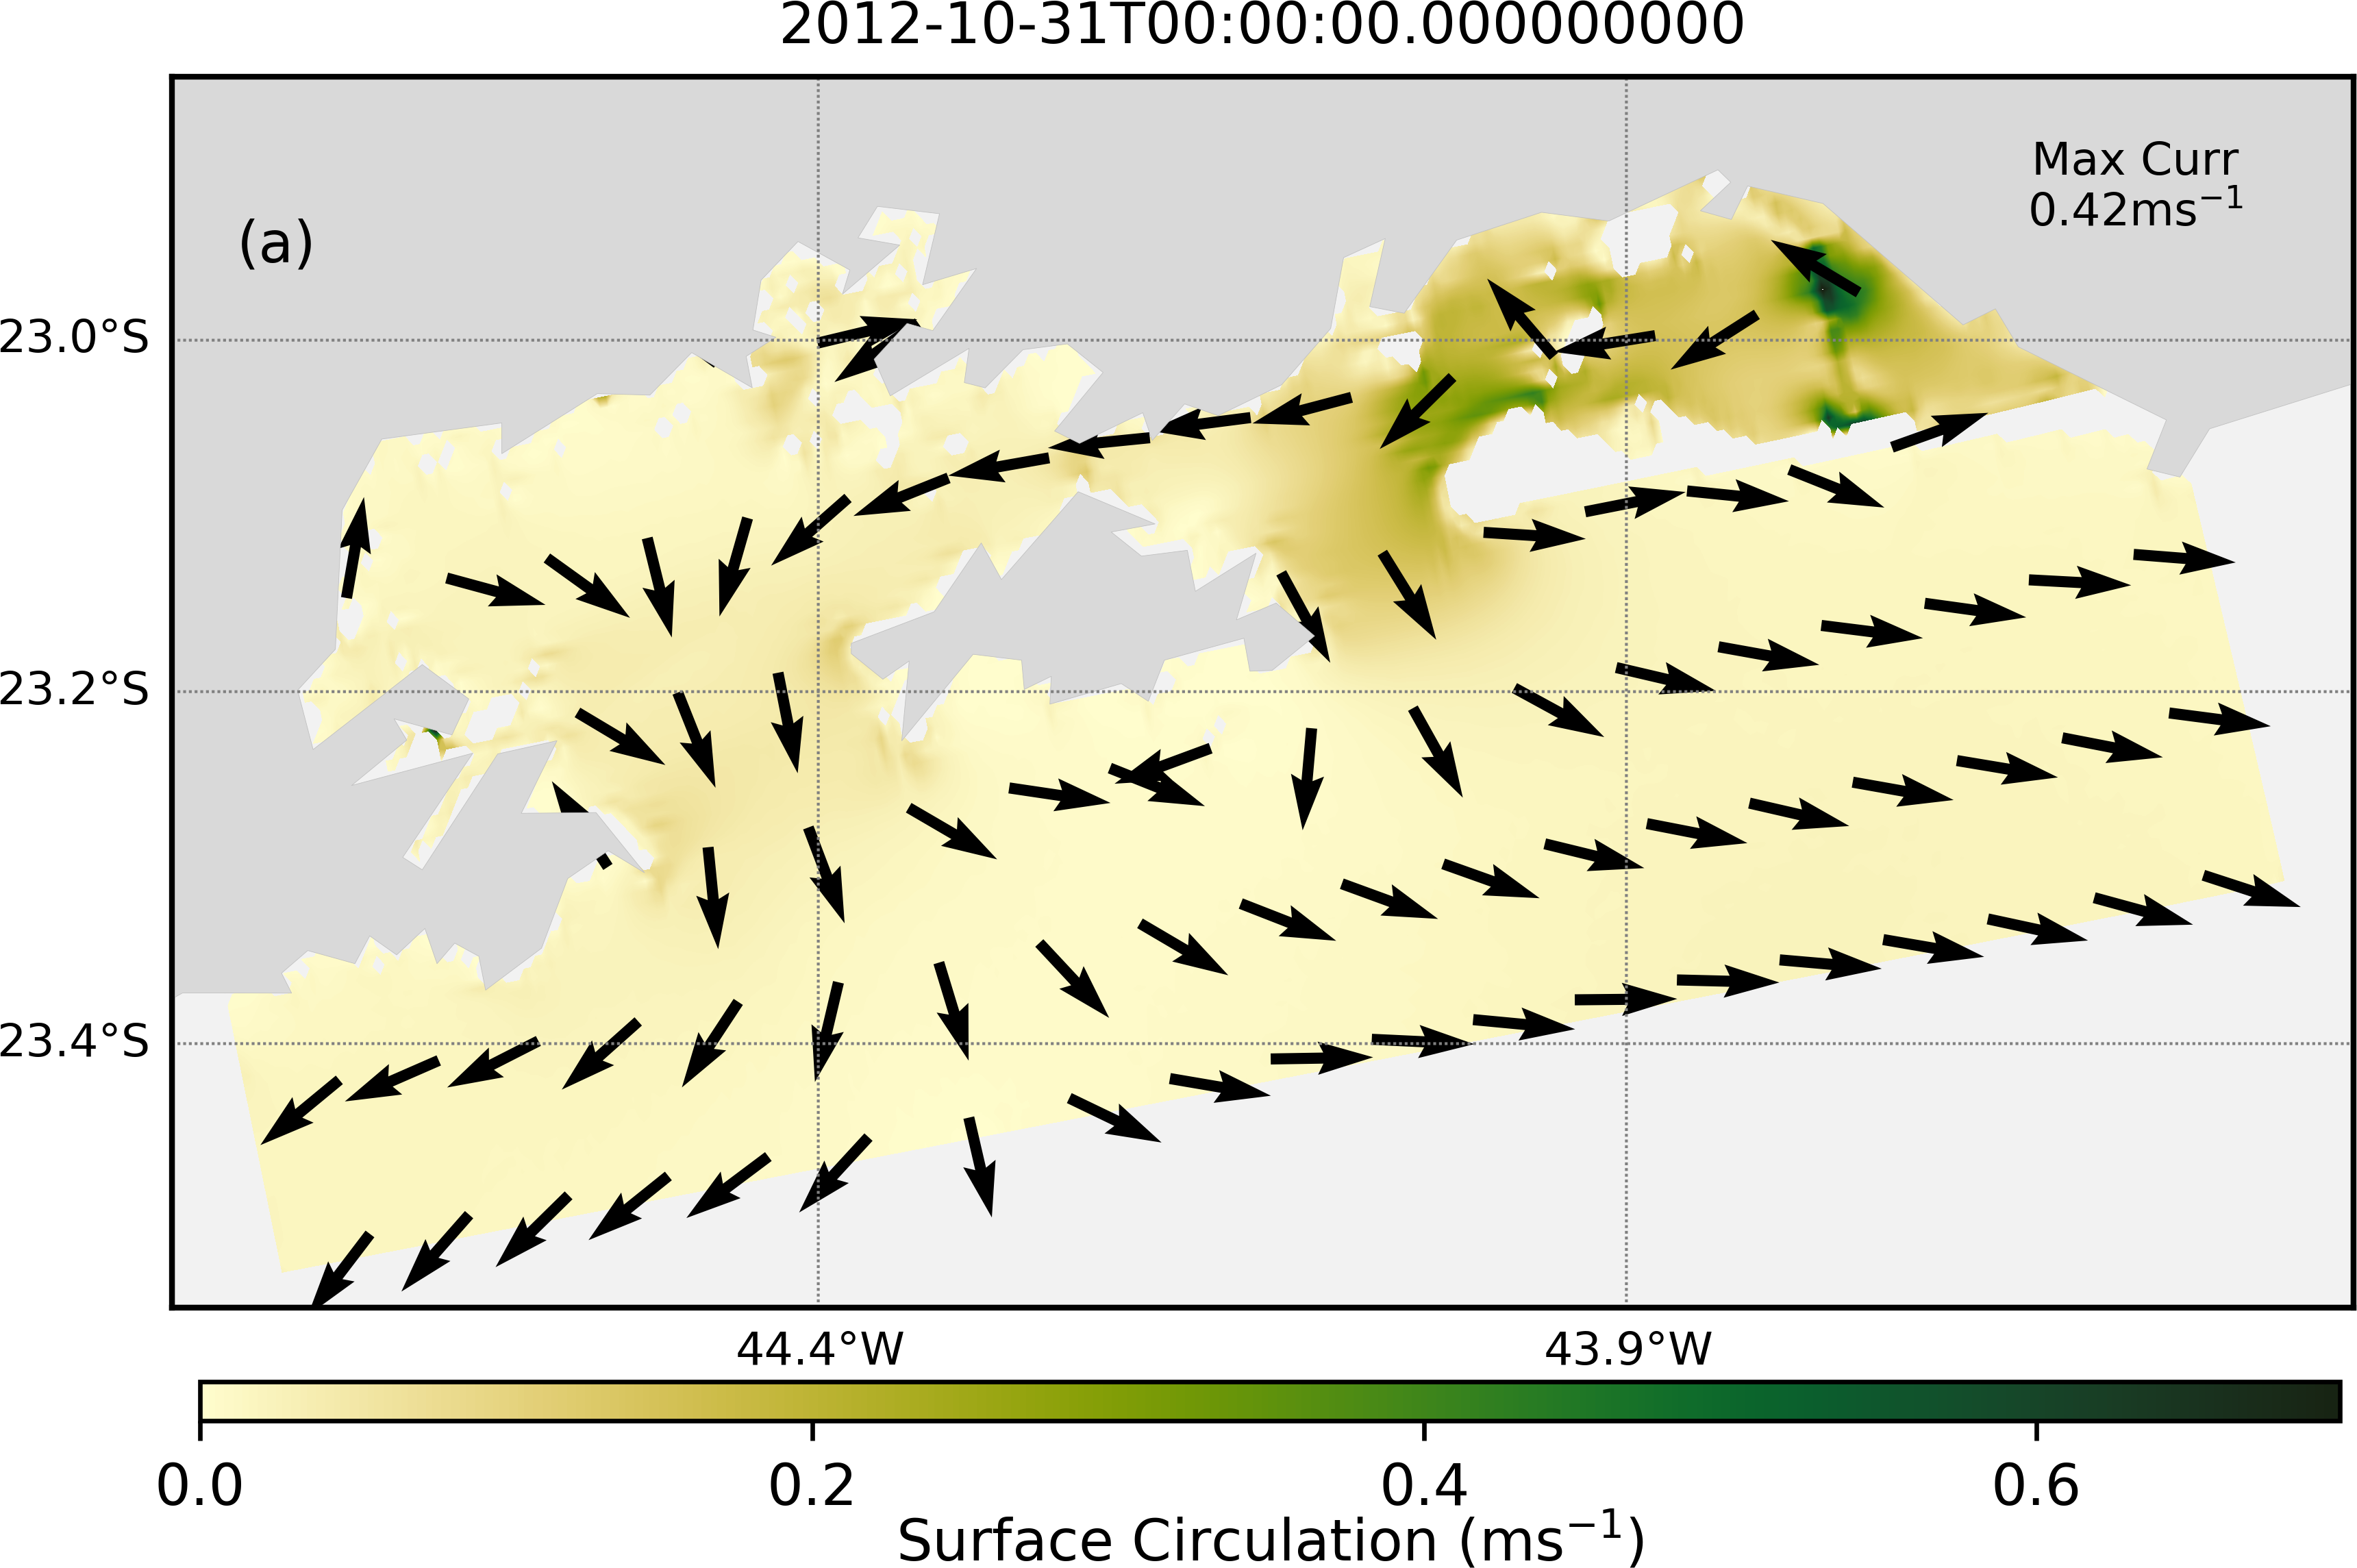 2012-10-31T00:00:00.000000000
Max Curr
0.42ms⁻¹
(a)
23.0°S
23.2°S
23.4°S
44.4°W 43.9°W
0.0 0.2 0.4 0.6
Surface Circulation (ms⁻¹)